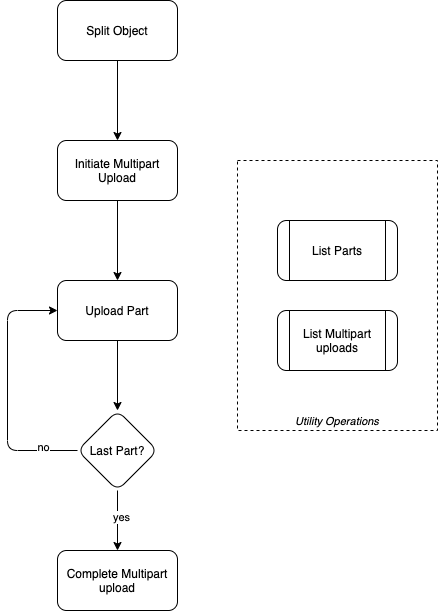 Split Object
Initiate Multipart
Upload
Upload Part
Last Part?
no
yes
Complete Multipart
upload
List Parts
List Multipart
uploads
Utility Operations